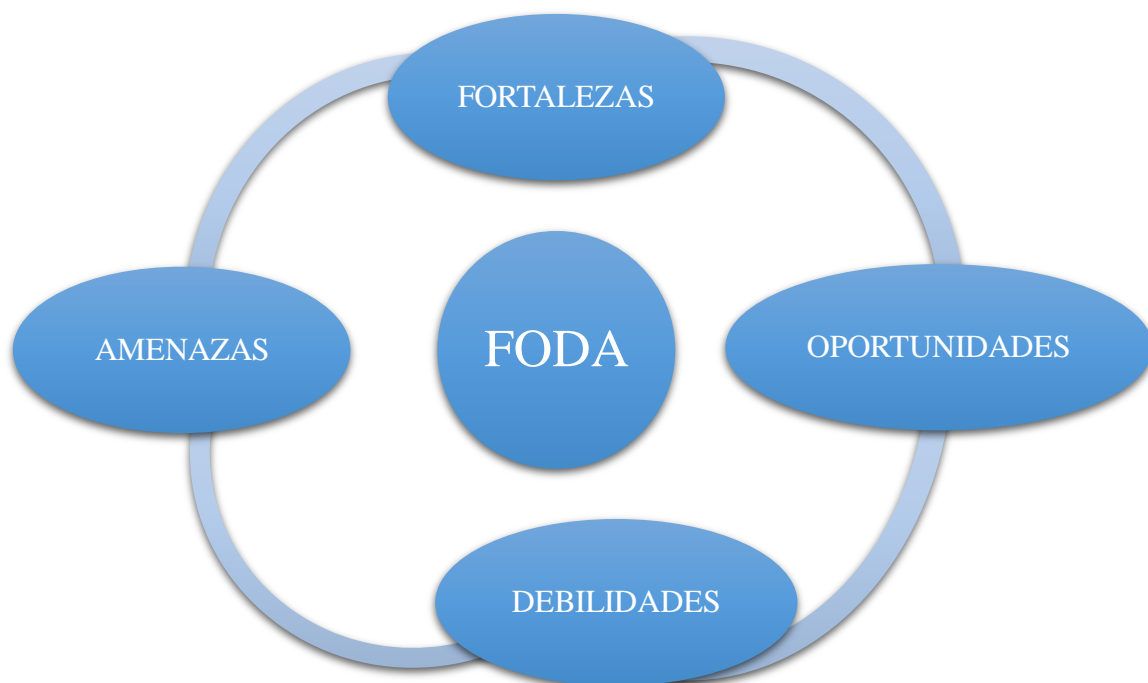 FORTALEZAS
AMENAZAS
FODA
OPORTUNIDADES
DEBILIDADES